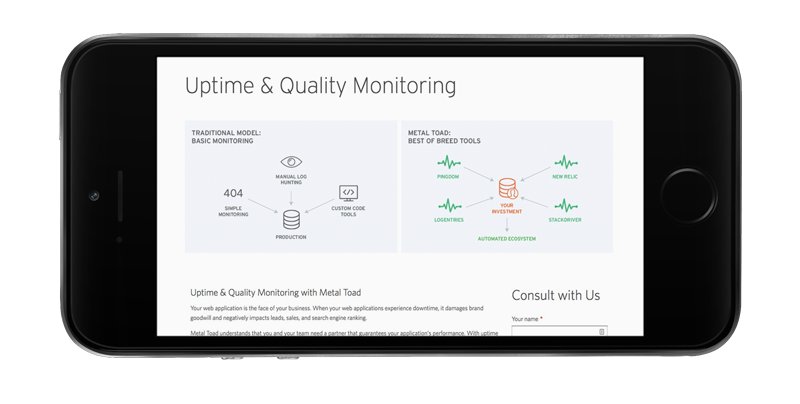 Uptime & Quality Monitoring
TRADITIONAL MODEL:
BASIC MONITORING
MANUAL LOG
HUNTING
404
SIMPLE
MONITORING
CUSTOM CODE
TOOLS
PRODUCTION
METAL TOAD:
BEST OF BREED TOOLS
PINGDOM
NEW RELIC
YOUR
INVESTMENT
LOGENTRIES
STACKDRIVER
AUTOMATED ECOSYSTEM
Uptime & Quality Monitoring with Metal Toad
Your web application is the face of your business. When your web applications experience downtime, it damages brand
goodwill and negatively impacts leads, sales, and search engine ranking.
Metal Toad understands that you and your team need a partner that guarantees your application's performance. With uptime
Consult with Us
Your name *